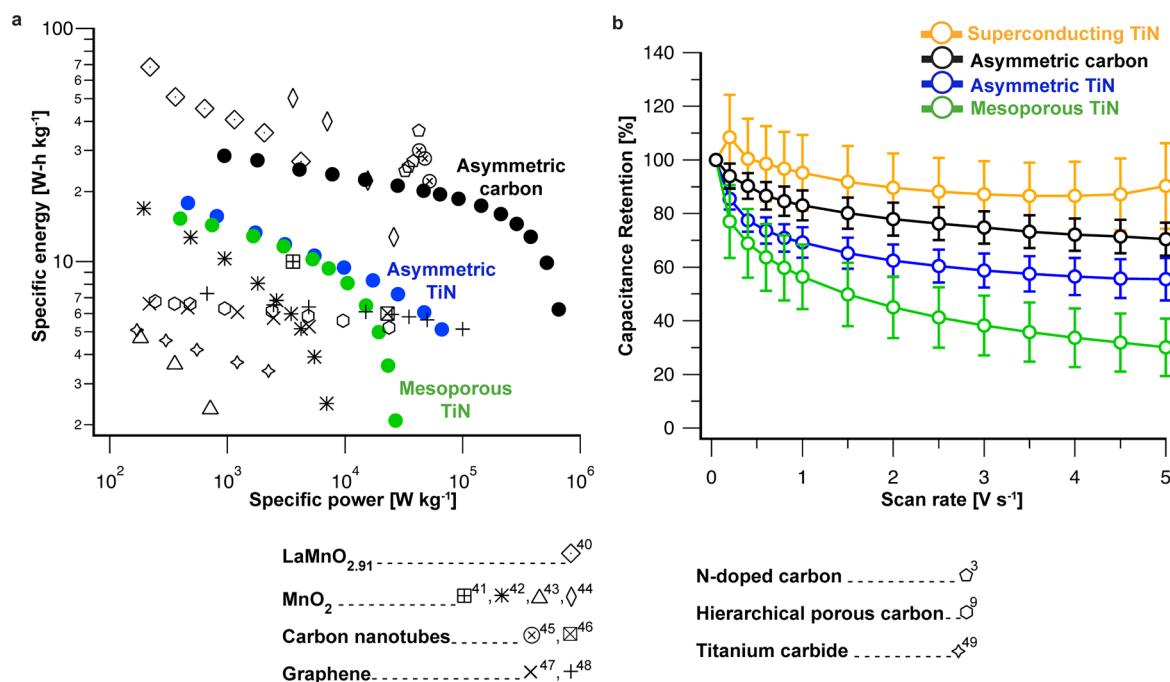 a
Specific energy [W-h kg⁻¹]
100
7
6
5
4
3
2
10
7
6
5
4
3
2
10²
10³
10⁴
10⁵
10⁶
Specific power [W kg⁻¹]
Asymmetric
carbon
Asymmetric
TiN
Mesoporous
TiN
LaMnO₂.₉₁ 40
MnO₂ 41, 42, 43, 44
Carbon nanotubes 45, 46
Graphene 47, 48
b
Superconducting TiN
Asymmetric carbon
Asymmetric TiN
Mesoporous TiN
Capacitance Retention [%]
140
120
100
80
60
40
20
0
0
1
2
3
4
5
Scan rate [V s⁻¹]
N-doped carbon 3
Hierarchical porous carbon 9
Titanium carbide 49